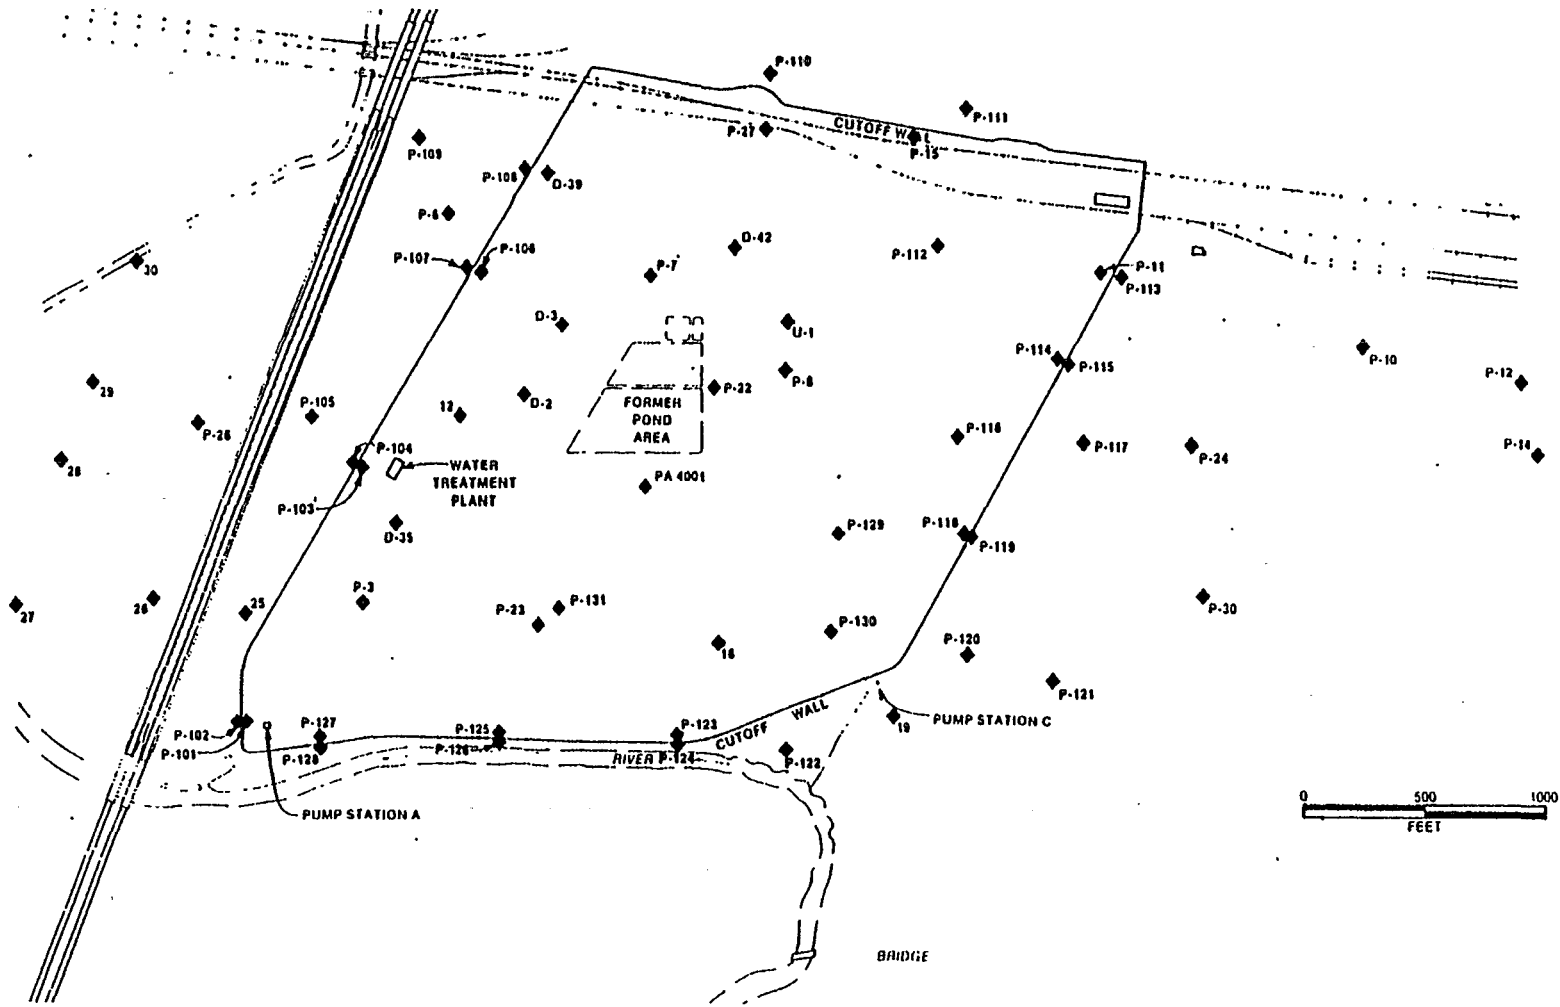 P-110
P-111
CUTOFF WALL
P-27
P-15
P-109
P-108
D-39
P-6
D-42
P-106
P-107
P-7
P-112
P-11
P-113
30
D-3
U-1
P-114
P-115
P-10
P-12
29
P-8
P-22
D-2
FORMER
POND
AREA
P-105
12
P-26
P-116
P-117
P-24
P-14
28
P-104
WATER
TREATMENT
PLANT
PA 4001
P-103
D-35
P-129
P-118
P-119
P-3
P-131
P-23
27
26
25
P-30
P-130
16
P-120
P-121
WALL
19
PUMP STATION C
P-102
P-101
P-127
P-128
P-125
P-126
P-123
CUTOFF
RIVER
P-124
P-122
PUMP STATION A
0
500
1000
FEET
BRIDGE